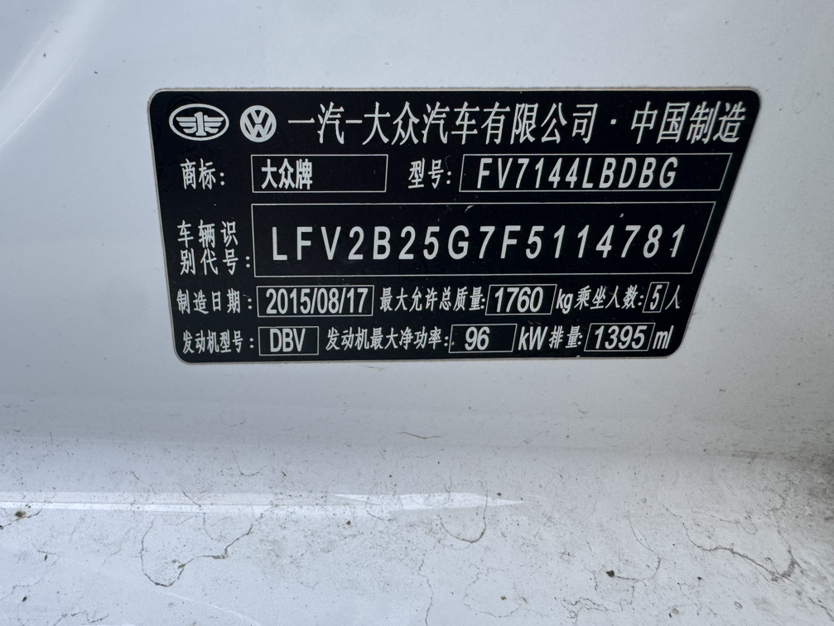 一汽-大众汽车有限公司·中国制造
商标: 大众牌 型号: FV7144LBDBG
车辆识别代号: LFV2B25G7F5114781
制造日期: 2015/08/17 最大允许总质量: 1760 kg 乘坐人数: 5 人
发动机型号: DBV 发动机最大净功率: 96 kW 排量: 1395 ml